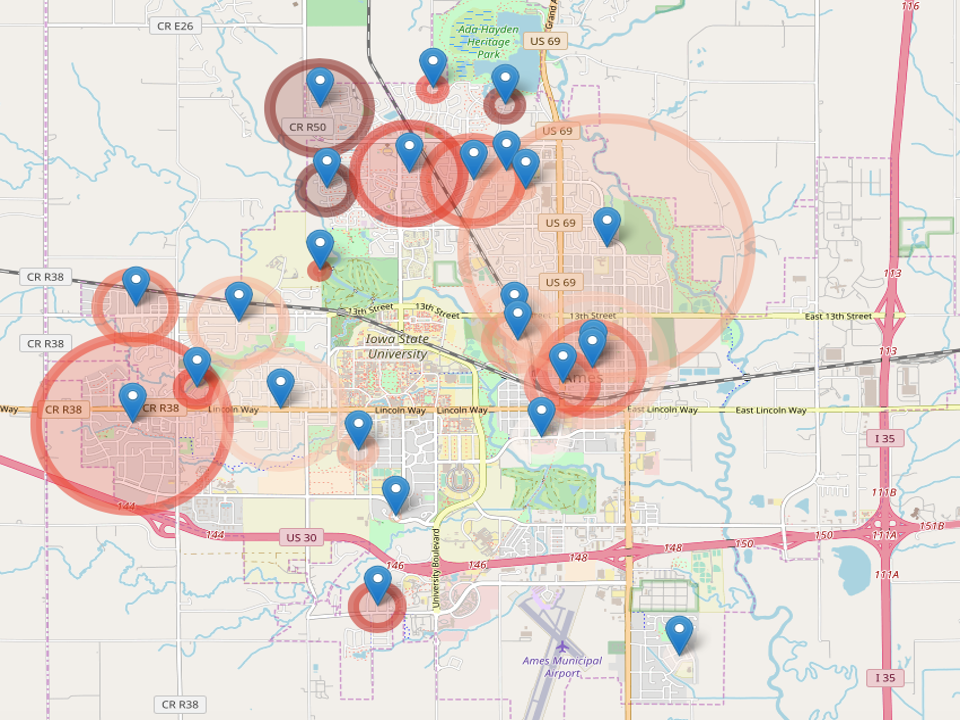 116
CR E26
Grand A
Ada Hayden
Heritage
Park
US 69
CR R50
US 69
US 69
113
CR R38
US 69
13th Street
13th Street
East 13th Street
CR R38
Iowa State
University
113
Ames
Way
CR R38
CR R38
Lincoln Way
Lincoln Way
Lincoln Way
East Lincoln Way
East Lincoln Way
I 35
111B
144
144
US 30
146
146
148
148
150
150
111A
151B
University Boulevard
111A
Ames Municipal
Airport
I 35
CR R38